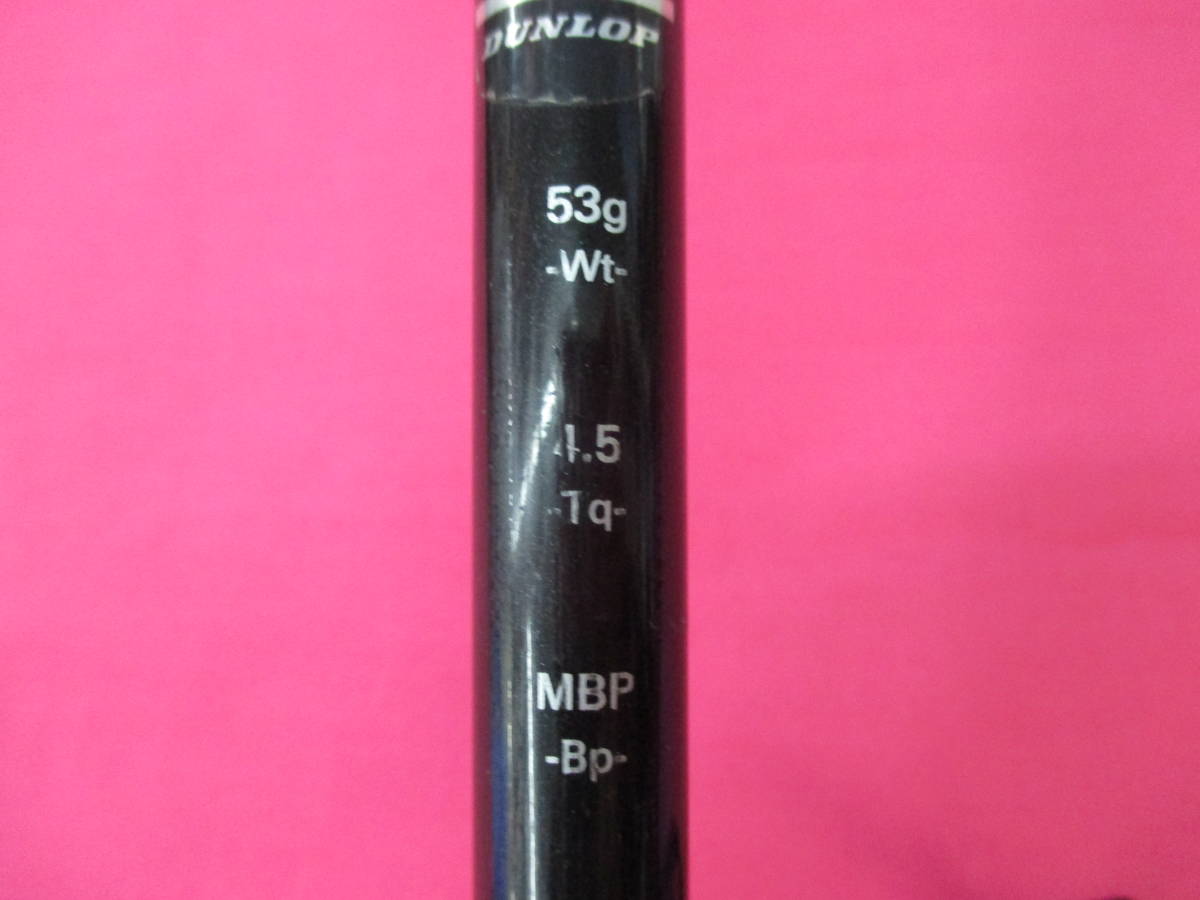 DUNLOP
53g
-Wt-
4.5
-Tq-
MBP
-Bp-